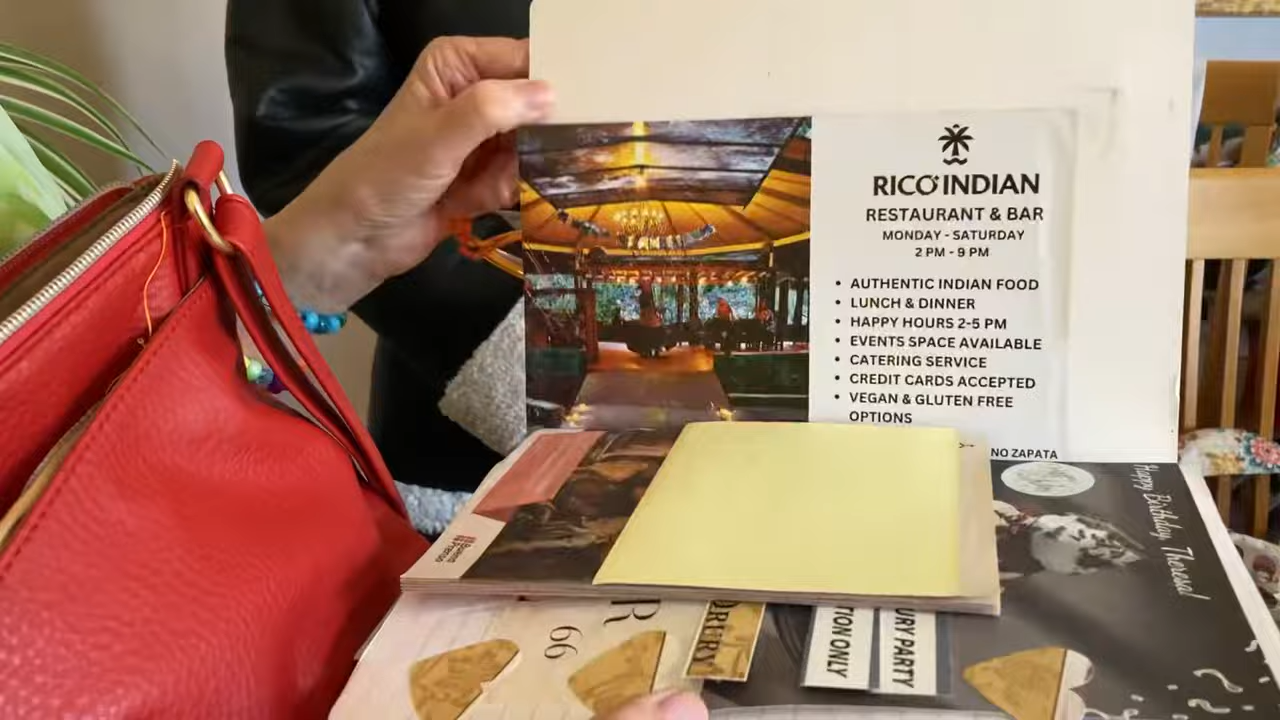 RICO INDIAN
RESTAURANT & BAR
MONDAY - SATURDAY
2 PM - 9 PM
• AUTHENTIC INDIAN FOOD
• LUNCH & DINNER
• HAPPY HOURS 2-5 PM
• EVENTS SPACE AVAILABLE
• CATERING SERVICE
• CREDIT CARDS ACCEPTED
• VEGAN & GLUTEN FREE
OPTIONS
NO ZAPATA
Happy Birthday, Theresa!
R
66
DRURY
TION ONLY
URY PARTY